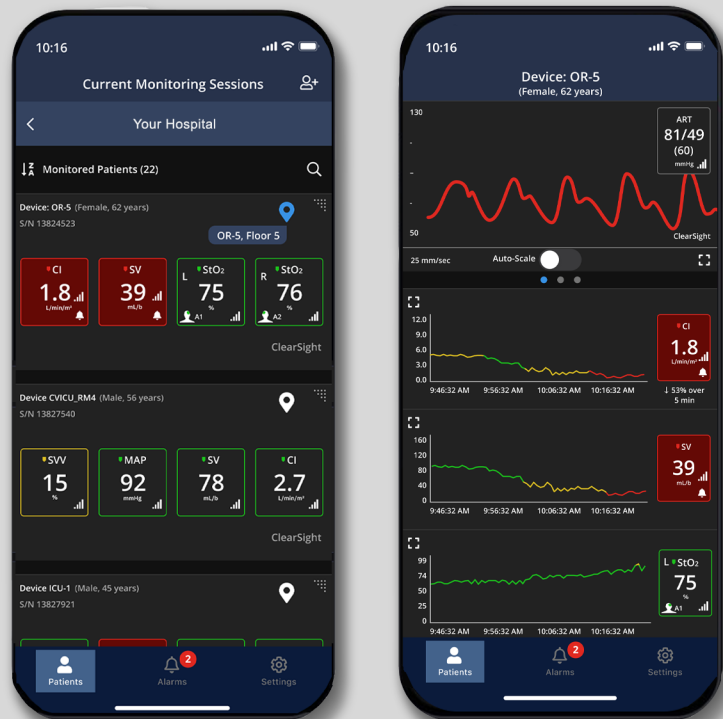 10:16
Current Monitoring Sessions
Your Hospital
Monitored Patients (22)
Device: OR-5 (Female, 62 years)
S/N 13824523
OR-5, Floor 5
CI
1.8
L/min/m²
SV
39
mL/b
L StO₂
75
%
A1
R StO₂
76
%
A2
ClearSight
Device CVICU_RM4 (Male, 56 years)
S/N 13827540
SVV
15
%
MAP
92
mmHg
SV
78
mL/b
CI
2.7
L/min/m²
ClearSight
Device ICU-1 (Male, 45 years)
S/N 13827921
Patients
2
Alarms
Settings
10:16
Device: OR-5
(Female, 62 years)
130
ART
81/49
(60)
mmHg
50
ClearSight
25 mm/sec
Auto-Scale
12.0
9.0
6.0
3.0
0.0
9:46:32 AM 9:56:32 AM 10:06:32 AM 10:16:32 AM
CI
1.8
L/min/m²
↓ 53% over
5 min
160
120
80
40
0
9:46:32 AM 9:56:32 AM 10:06:32 AM 10:16:32 AM
SV
39
mL/b
99
74
50
25
0
9:46:32 AM 9:56:32 AM 10:06:32 AM 10:16:32 AM
L StO₂
75
%
A1
Patients
2
Alarms
Settings